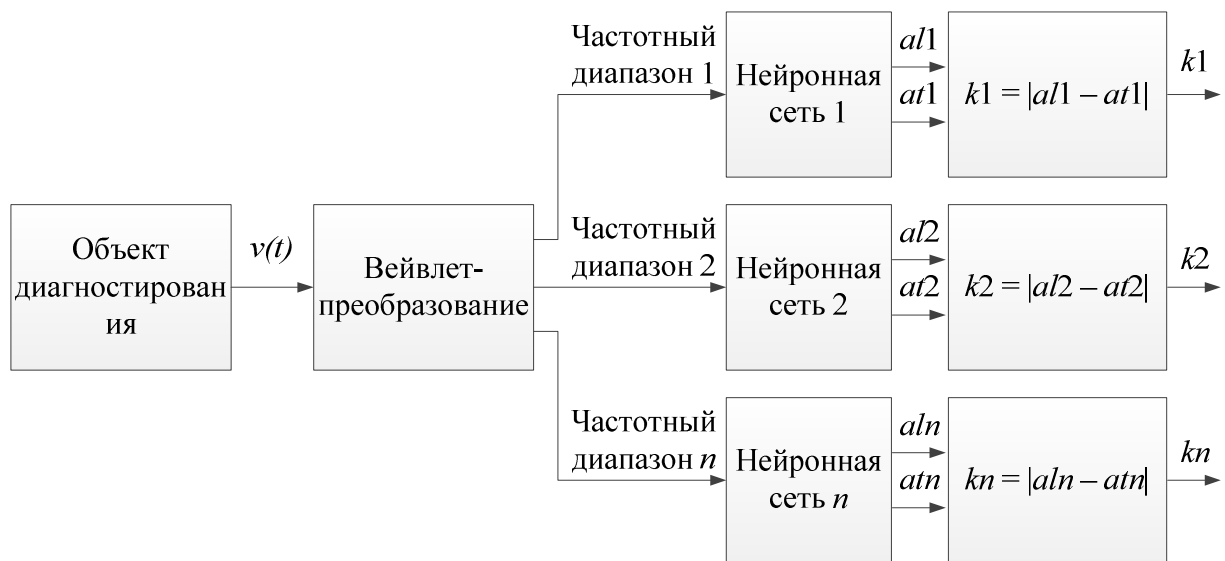 Частотный
диапазон 1
Нейронная
сеть 1
al1
at1
k1 = |al1 – at1|
k1
Объект
диагностирован
ия
v(t)
Вейвлет-
преобразование
Частотный
диапазон 2
Нейронная
сеть 2
al2
at2
k2 = |al2 – at2|
k2
Частотный
диапазон n
Нейронная
сеть n
aln
atn
kn = |aln – atn|
kn